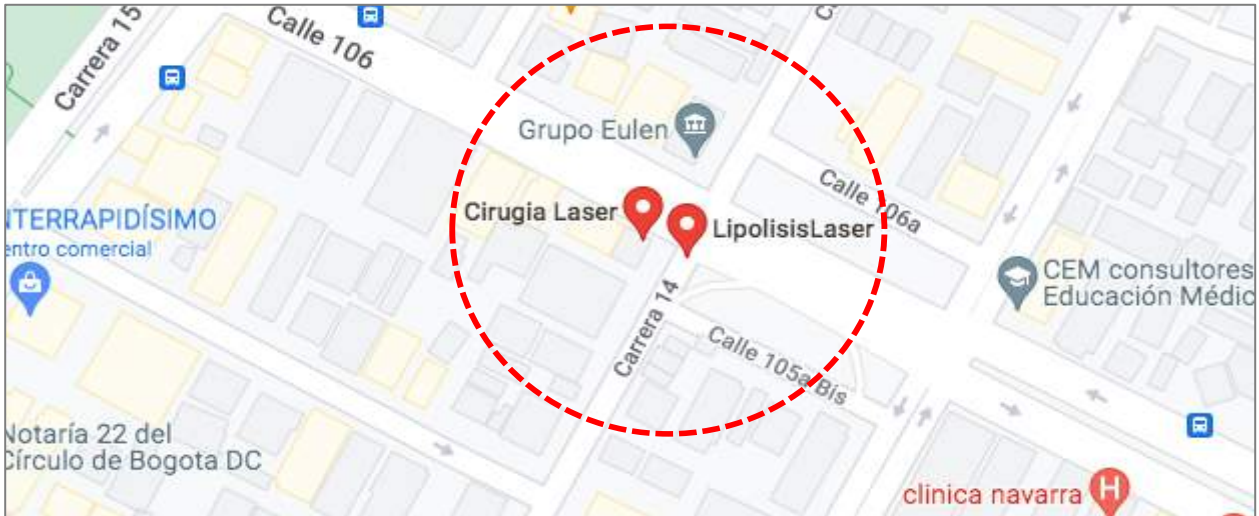 Carrera 15
Calle 106
Grupo Eulen
Calle 106a
Cirugia Laser
LipolisisLaser
NTERRAPIDÍSIMO
entro comercial
CEM consultores
Educación Médic
Carrera 14
Calle 105a Bis
Notaría 22 del
Círculo de Bogota DC
clinica navarra
H